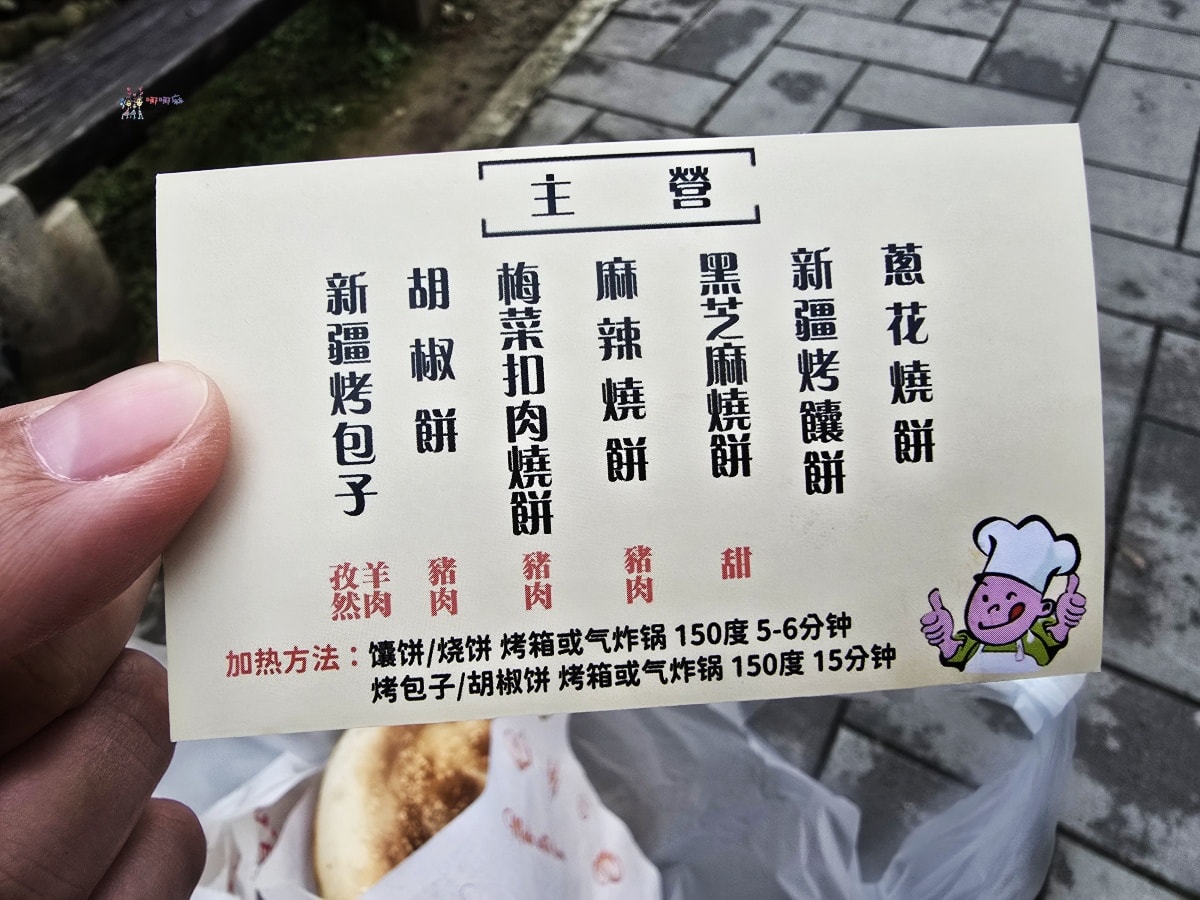 嘟嘟麻
主營
蔥花燒餅
新疆烤饢餅
黑芝麻燒餅
甜
麻辣燒餅
豬肉
梅菜扣肉燒餅
豬肉
胡椒餅
豬肉
新疆烤包子
孜然羊肉
加热方法：馕饼/烧饼 烤箱或气炸锅 150度 5-6分钟
烤包子/胡椒饼 烤箱或气炸锅 150度 15分钟